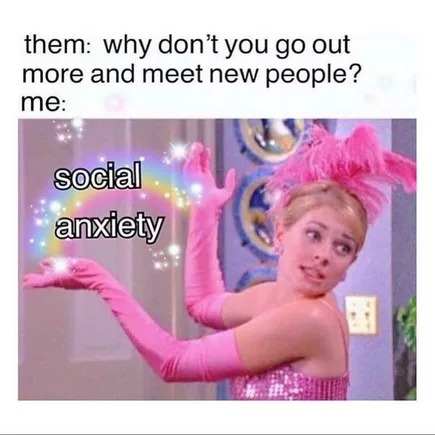 them: why don't you go out
more and meet new people?
me:
social
anxiety